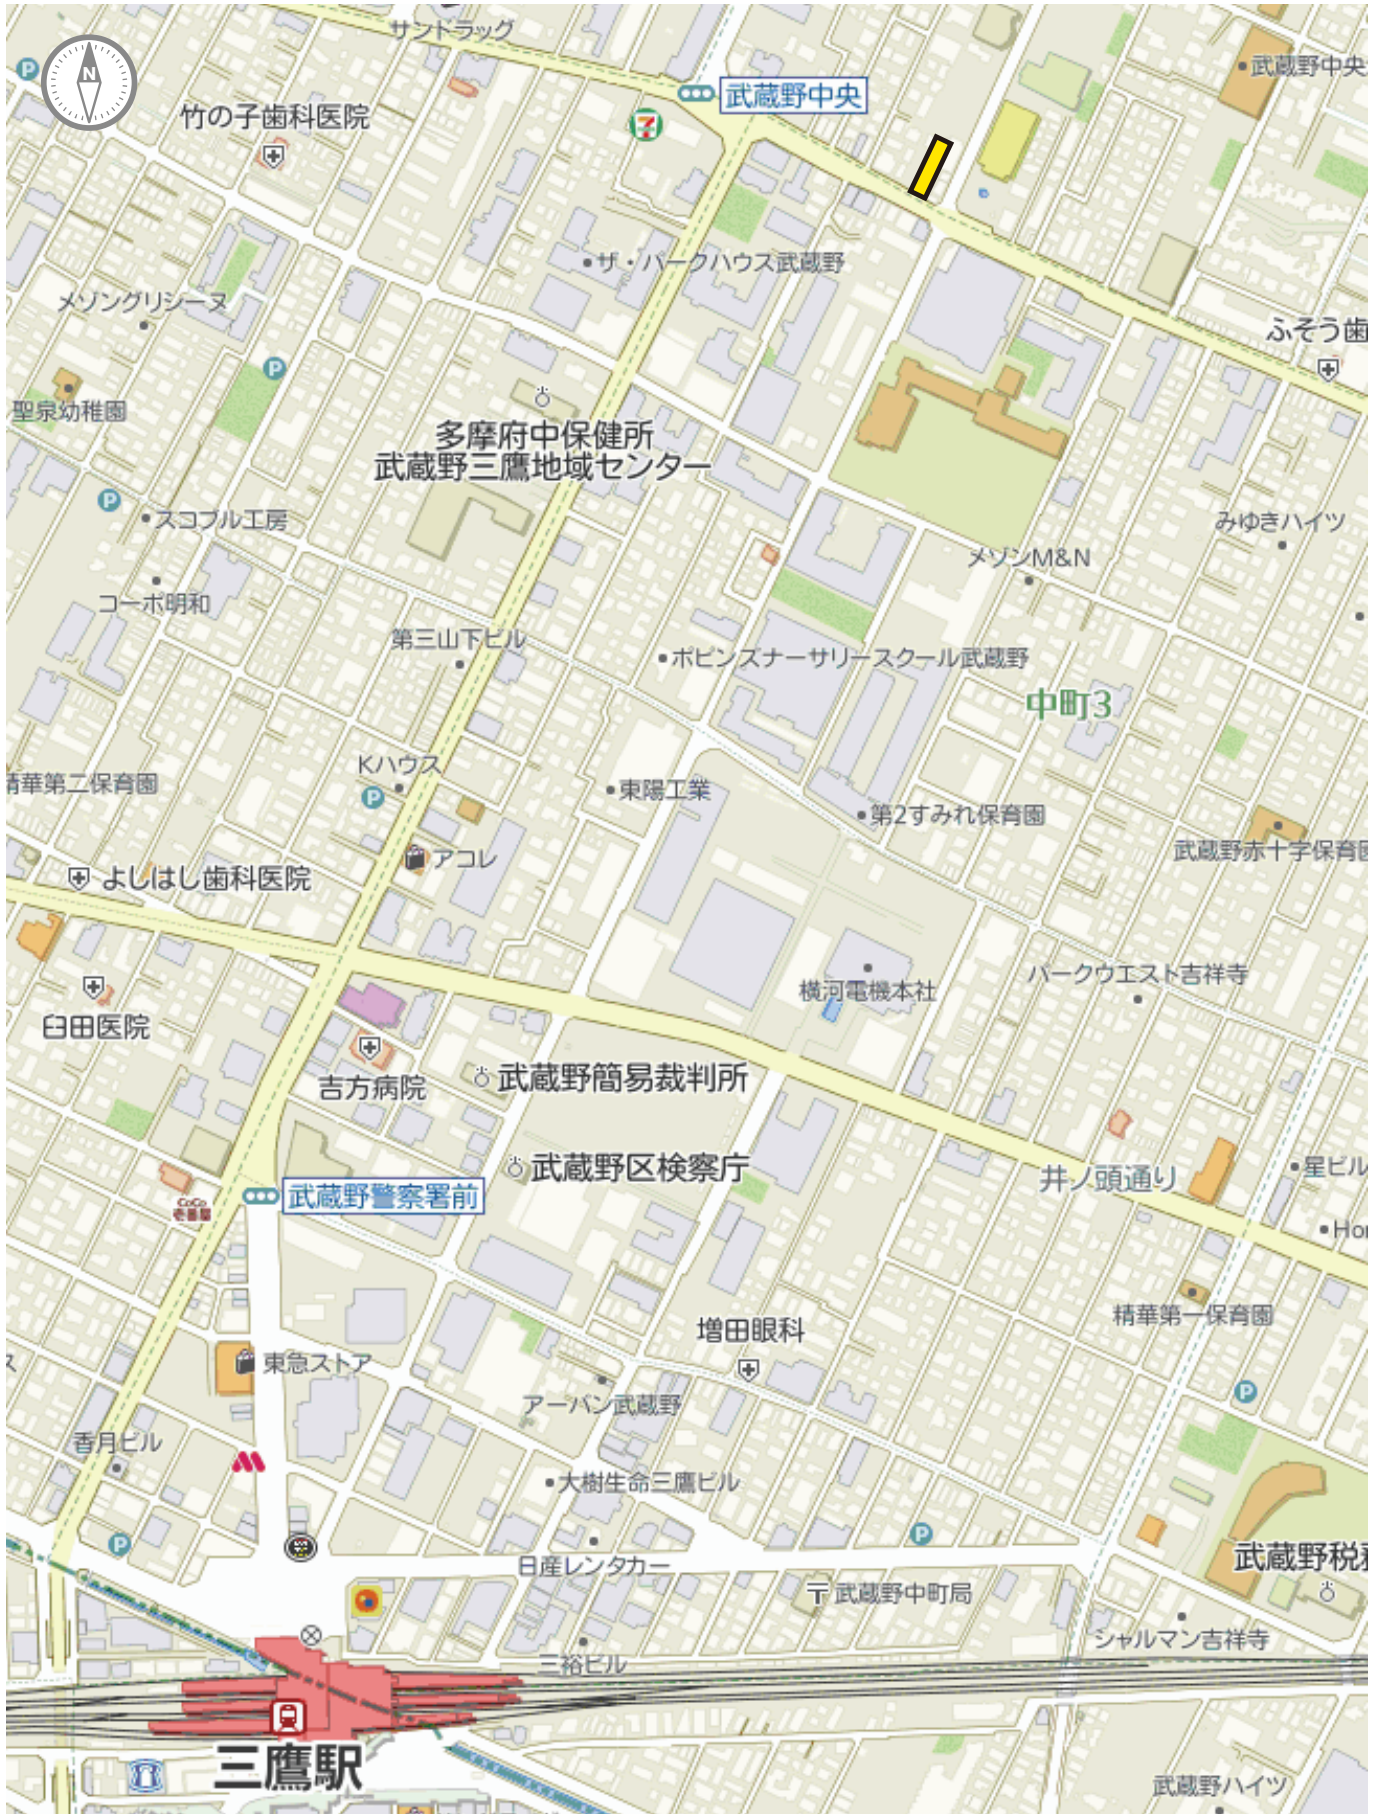 サンドラッグ
N
P
武蔵野中央
武蔵野中央
竹の子歯科医院
7
ザ・パークハウス武蔵野
メゾングリシーヌ
ふそう歯
P
聖泉幼稚園
多摩府中保健所
武蔵野三鷹地域センター
P
スコブル工房
みゆきハイツ
メゾンM&N
コーポ明和
第三山下ビル
ポピンズナーサリースクール武蔵野
中町3
Kハウス
精華第二保育園
P
東陽工業
第2すみれ保育園
武蔵野赤十字保育園
アコレ
よしはし歯科医院
パークウエスト吉祥寺
横河電機本社
臼田医院
武蔵野簡易裁判所
吉方病院
武蔵野区検察庁
井ノ頭通り
星ビル
武蔵野警察署前
CoCo
壱番屋
Hor
精華第一保育園
増田眼科
東急ストア
ス
P
アーバン武蔵野
香月ビル
大樹生命三鷹ビル
P
P
武蔵野税務
日産レンタカー
〒武蔵野中町局
シャルマン吉祥寺
三裕ビル
三鷹駅
武蔵野ハイツ